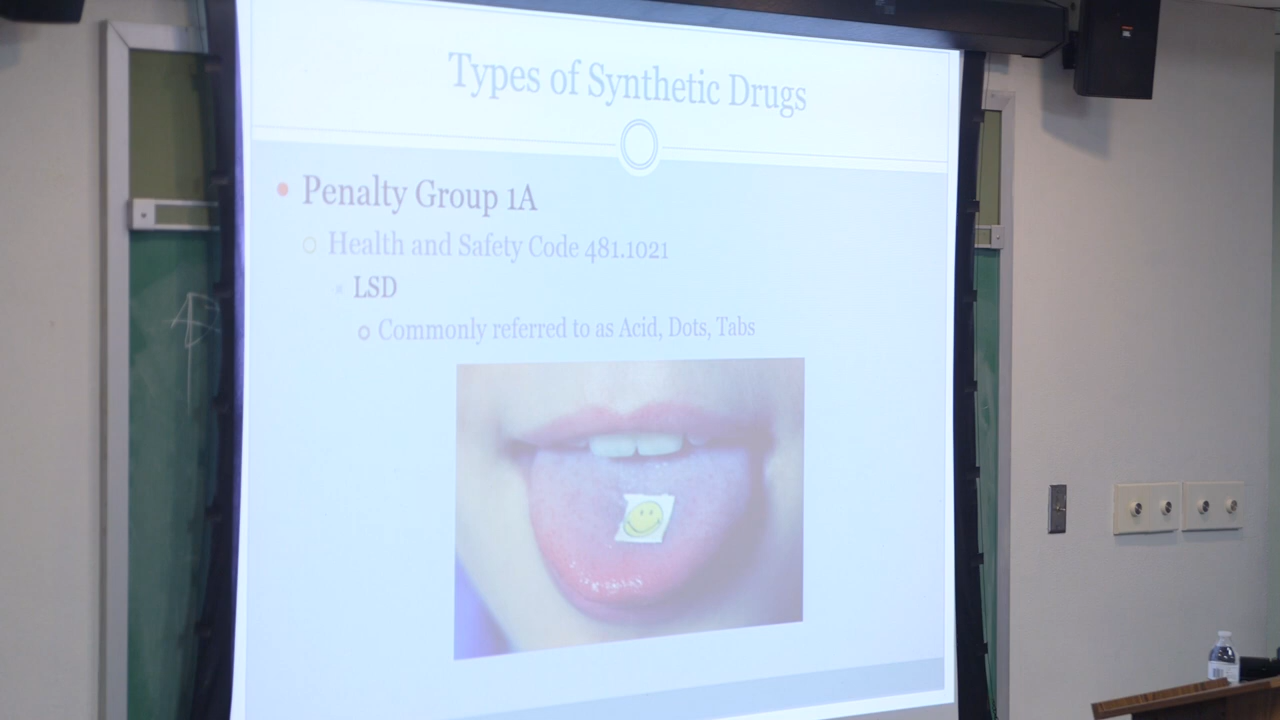 Types of Synthetic Drugs
Penalty Group 1A
Health and Safety Code 481.1021
LSD
Commonly referred to as Acid, Dots, Tabs